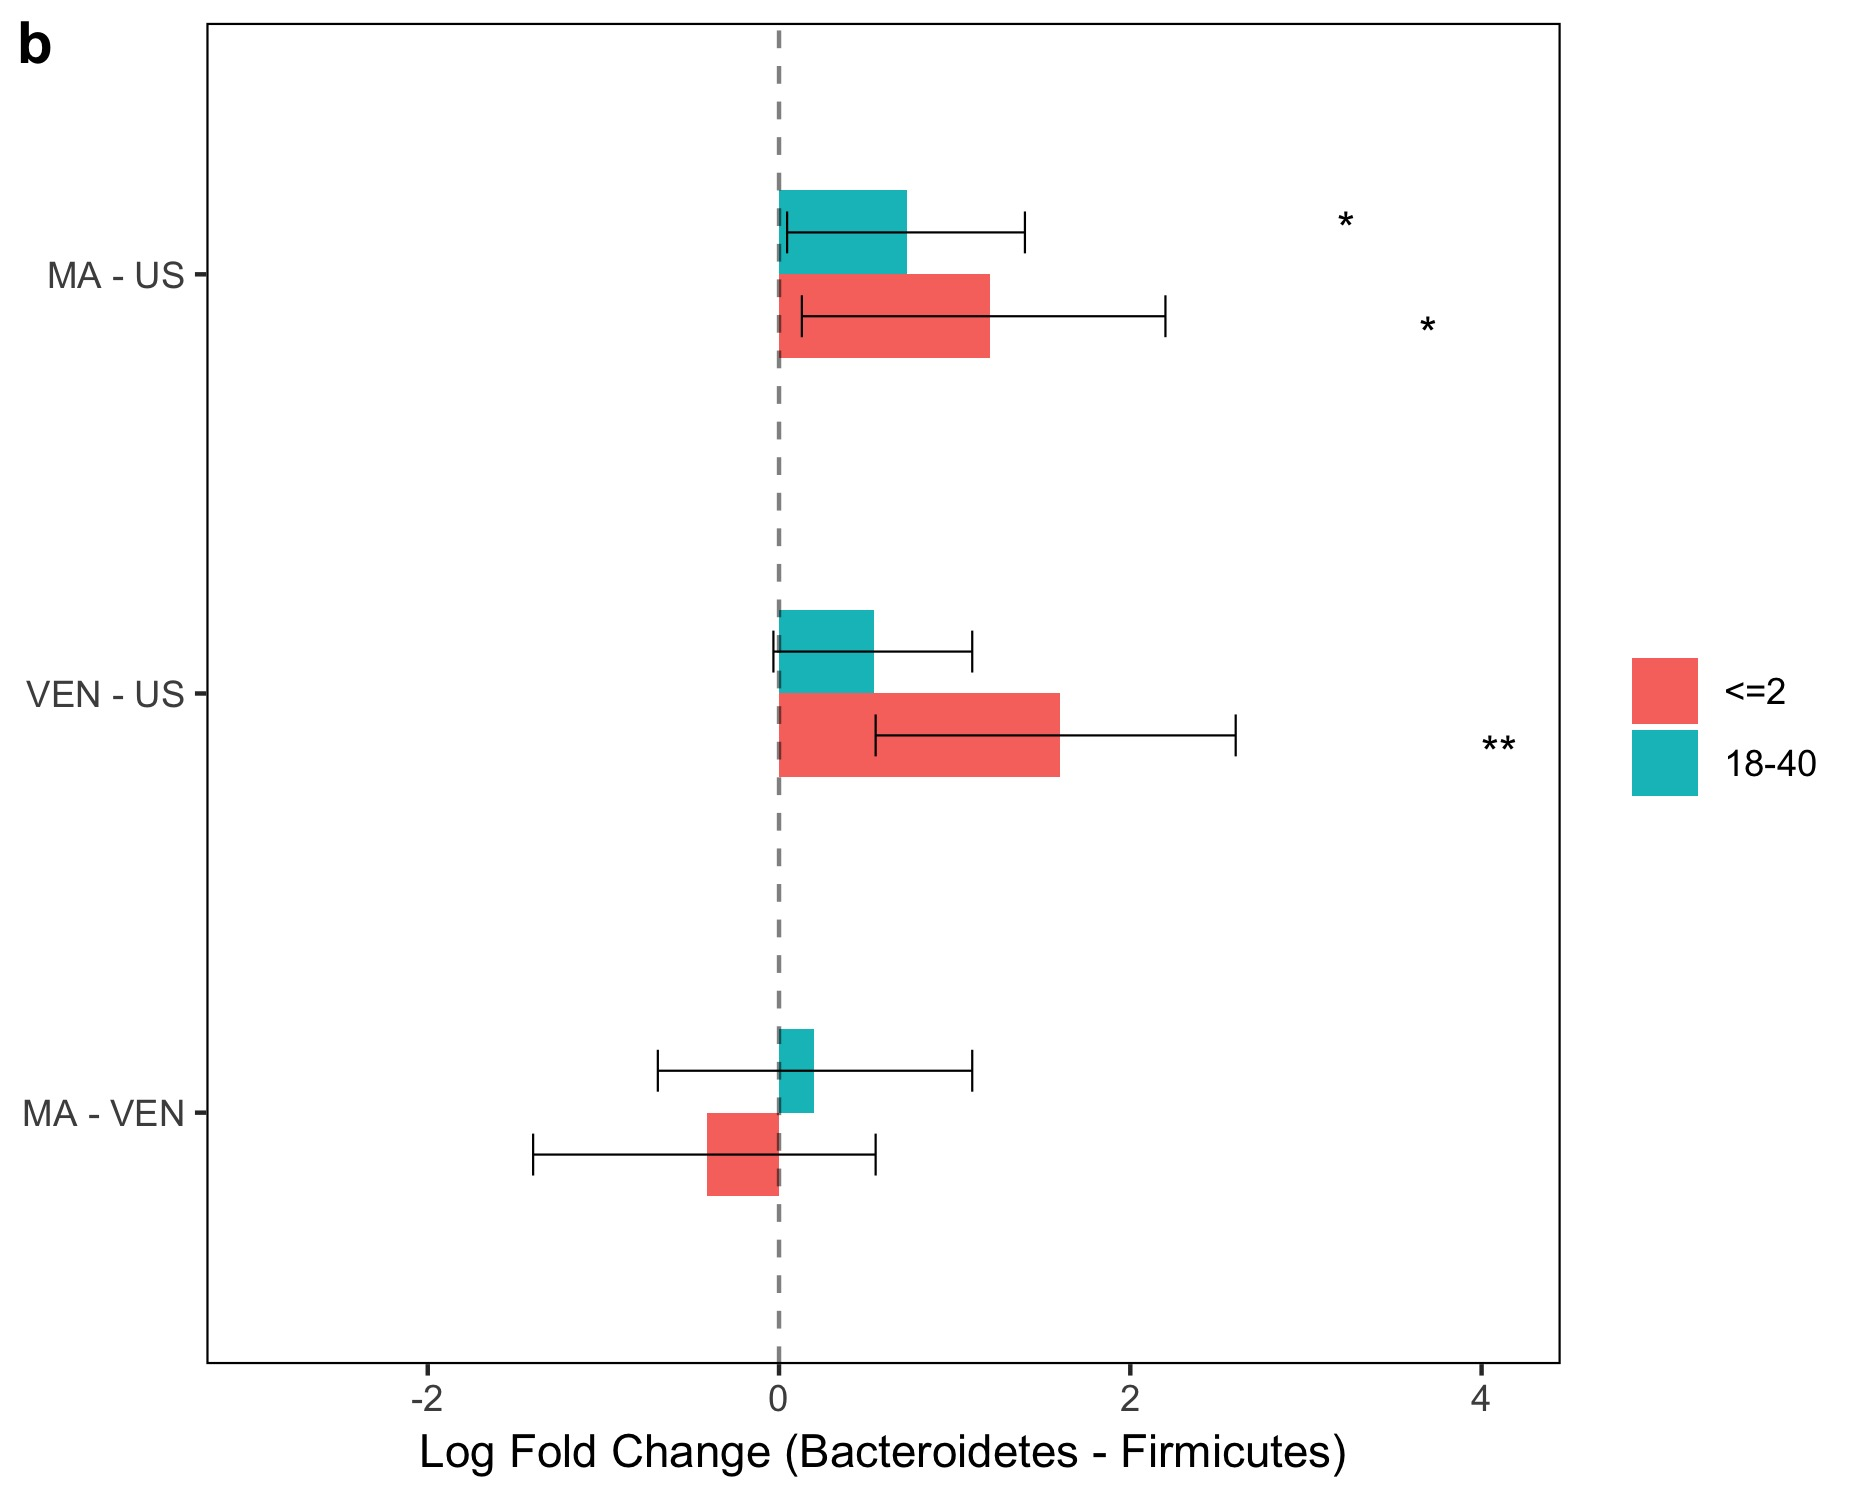 b
MA - US
*
*
VEN - US
**
MA - VEN
<=2
18-40
-2 0 2 4
Log Fold Change (Bacteroidetes - Firmicutes)